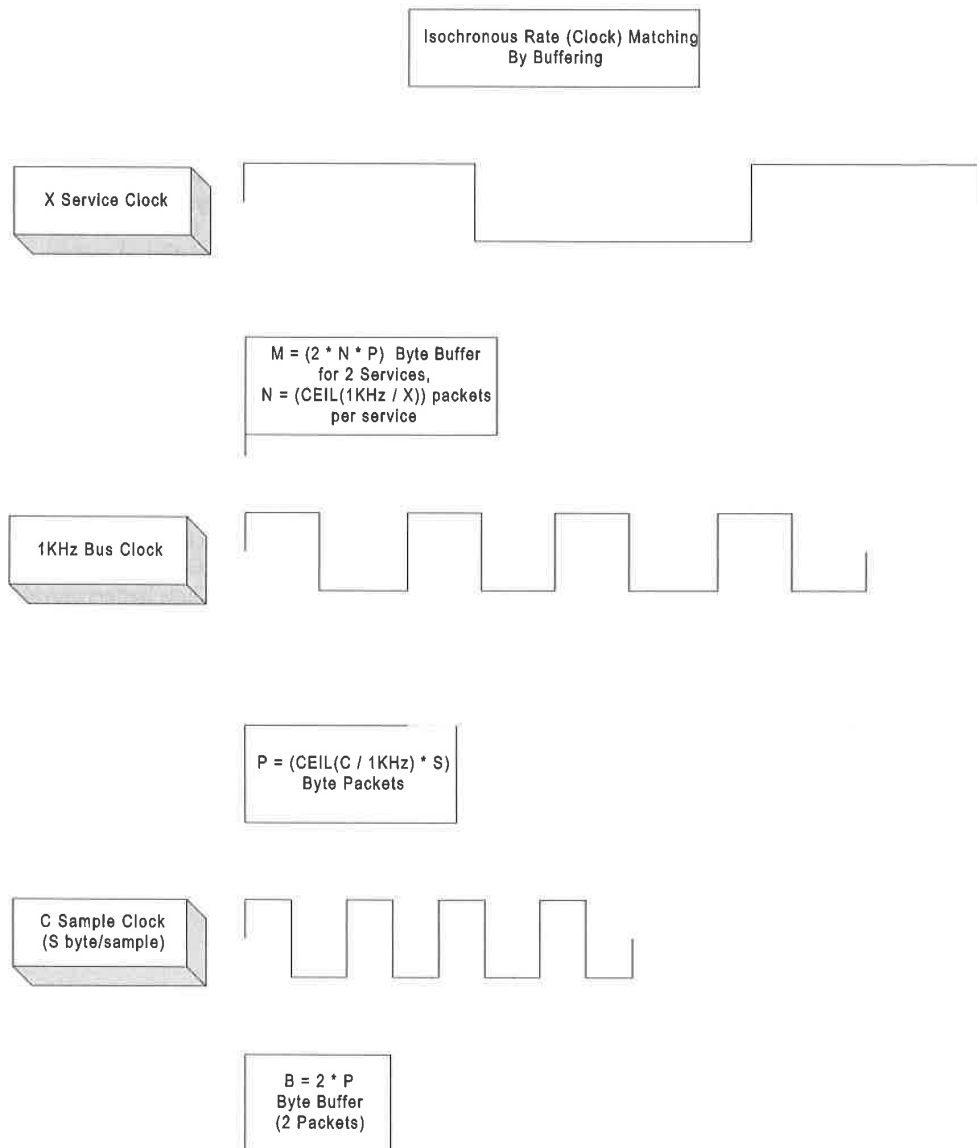 Isochronous Rate (Clock) Matching
By Buffering
X Service Clock
M = (2 * N * P) Byte Buffer
for 2 Services,
N = (CEIL(1KHz / X)) packets
per service
1KHz Bus Clock
P = (CEIL(C / 1KHz) * S)
Byte Packets
C Sample Clock
(S byte/sample)
B = 2 * P
Byte Buffer
(2 Packets)